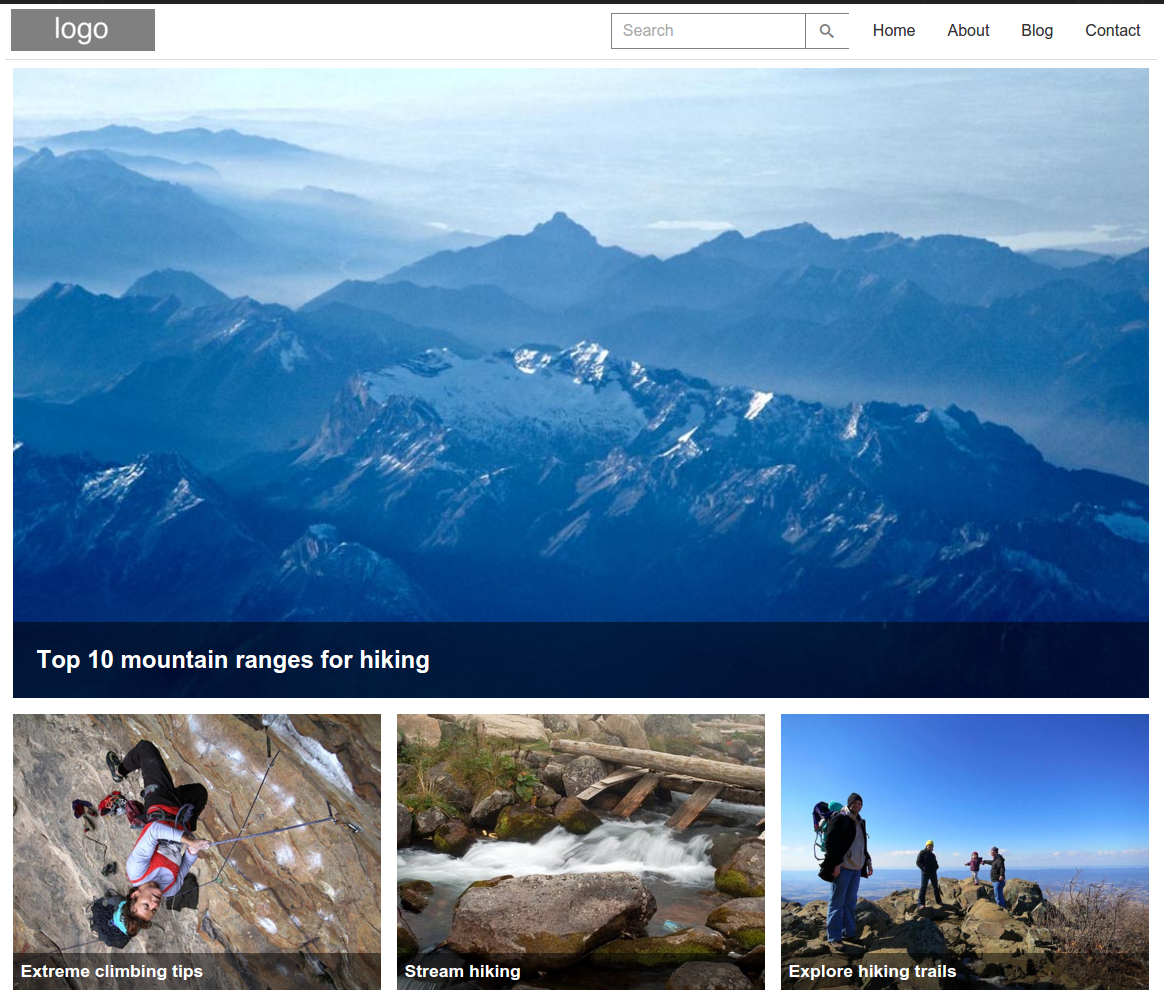 logo
Search
Home
About
Blog
Contact
Top 10 mountain ranges for hiking
Extreme climbing tips
Stream hiking
Explore hiking trails